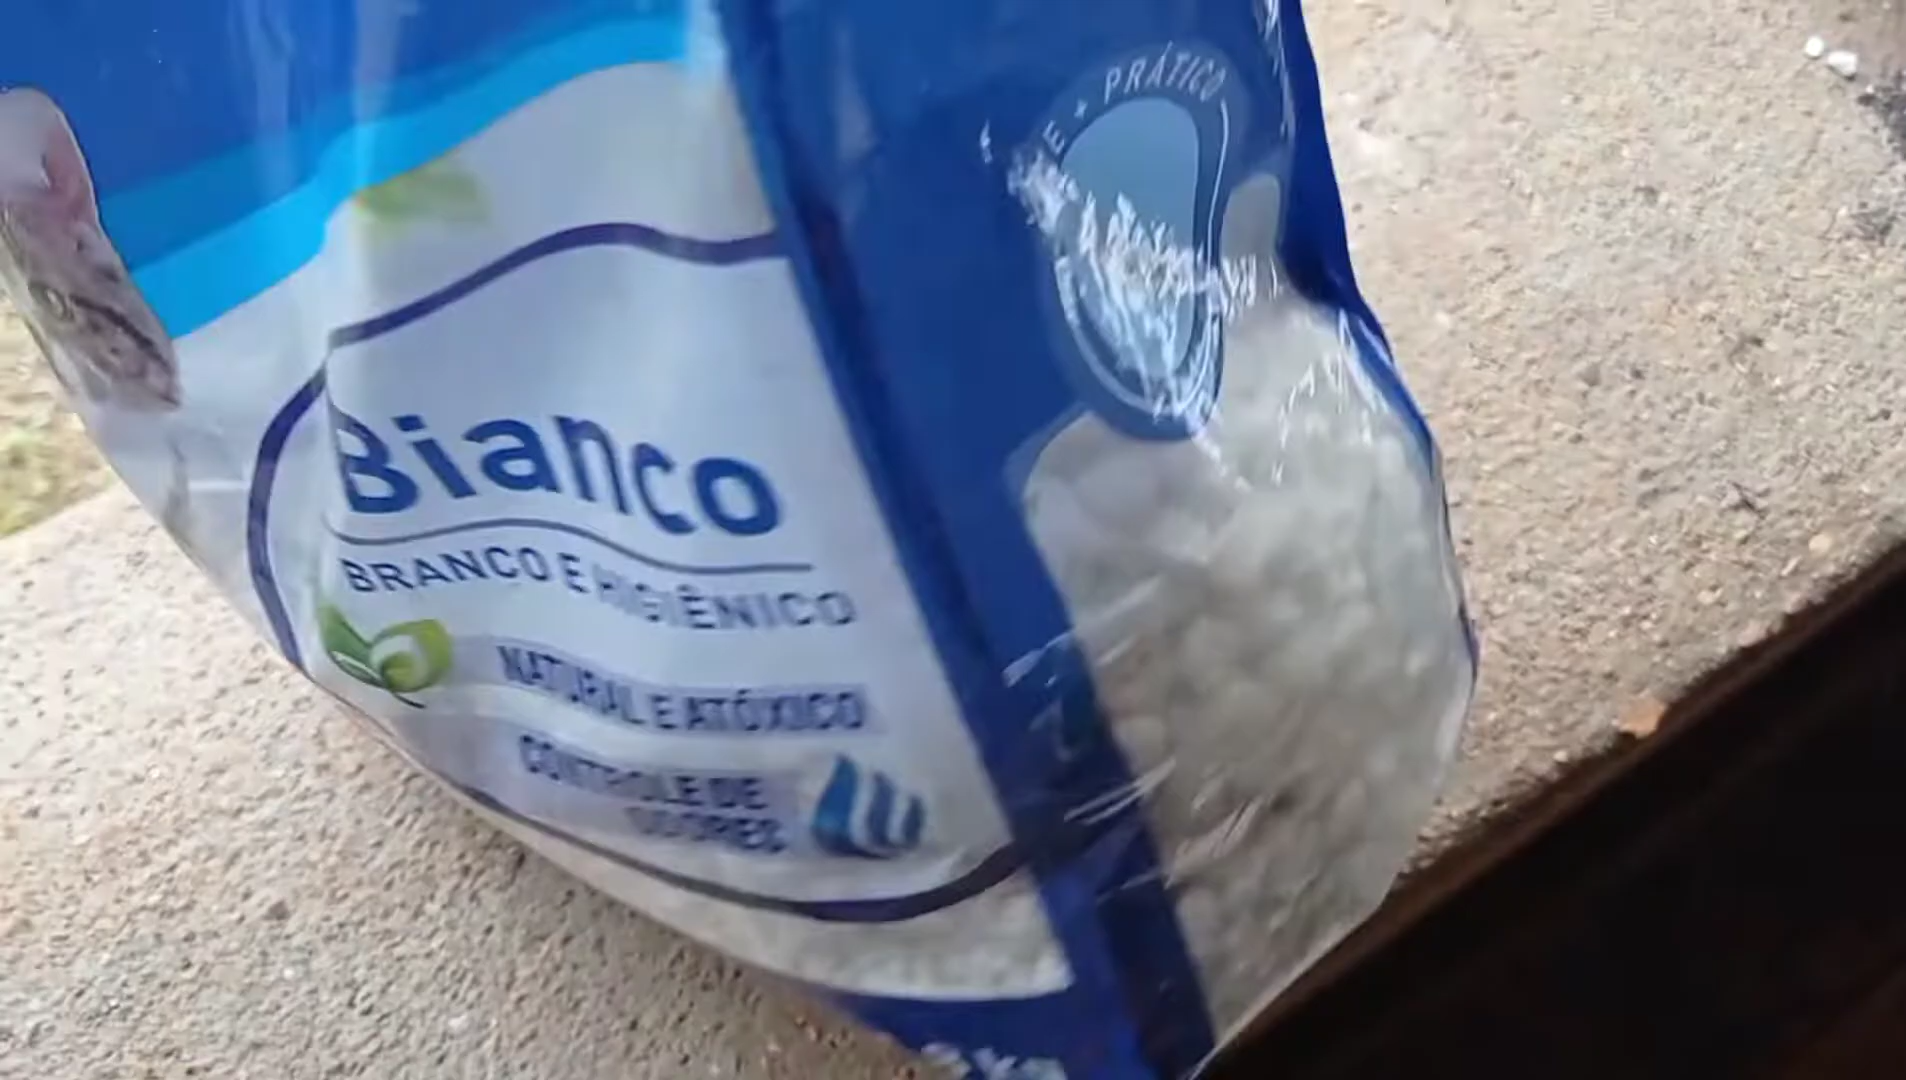 PRÁTICO
Bianco
BRANCO E HIGIÊNICO
NATURAL E ATÓXICO
CONTROLE DE
ODORES